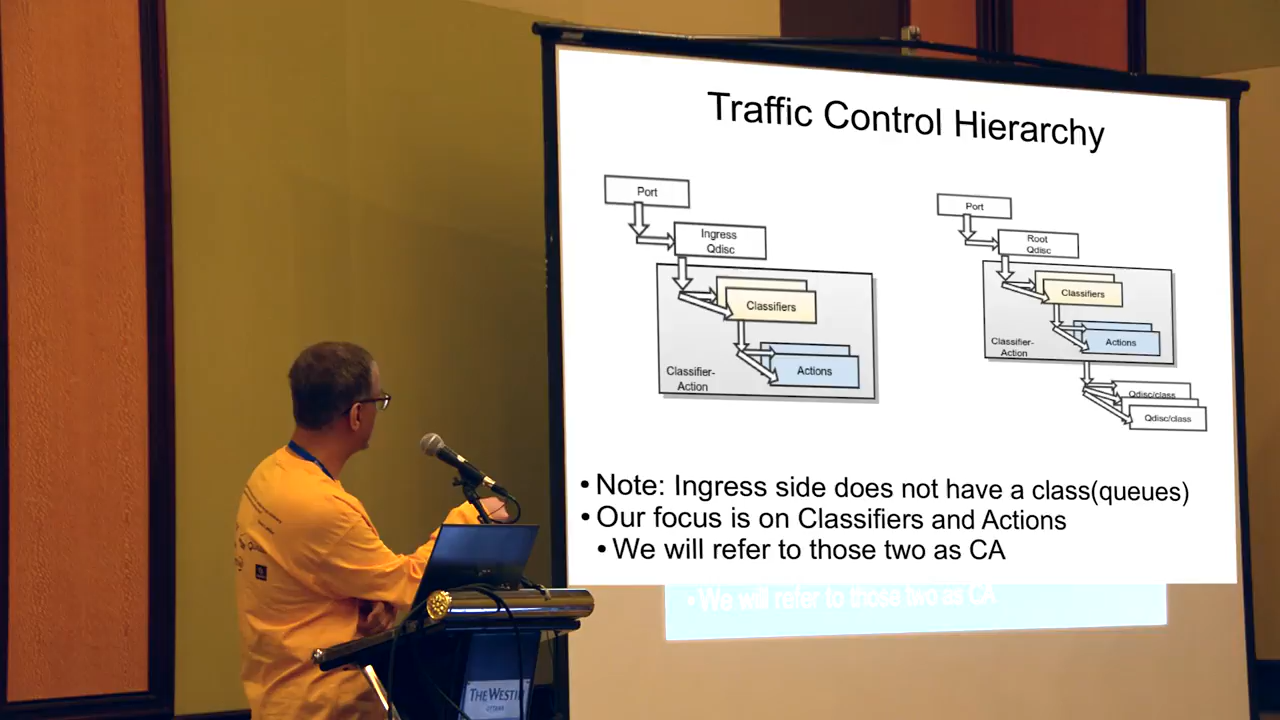 Traffic Control Hierarchy
Port
Ingress
Qdisc
Classifiers
Actions
Classifier-
Action
Port
Root
Qdisc
Classifiers
Actions
Classifier-
Action
Qdisc/class
Qdisc/class
• Note: Ingress side does not have a class(queues)
• Our focus is on Classifiers and Actions
• We will refer to those two as CA
• We will refer to those two as CA
THE WESTIN
OTTAWA